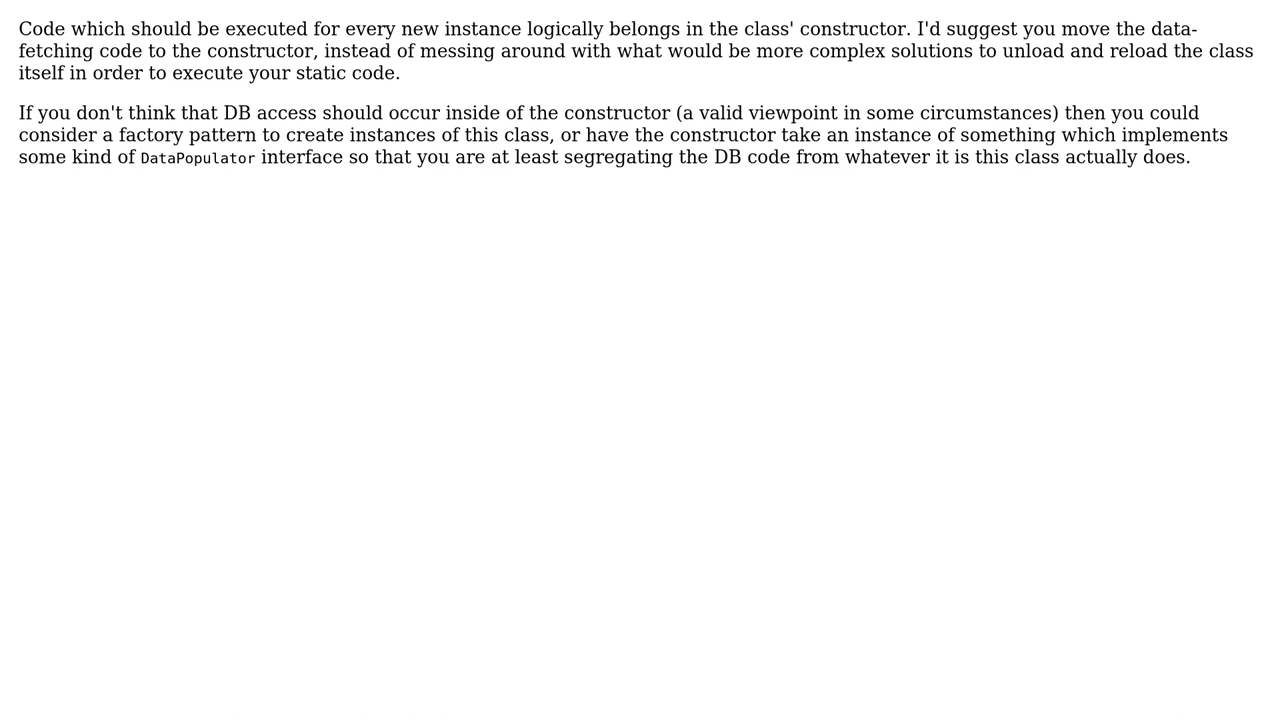 Code which should be executed for every new instance logically belongs in the class' constructor. I'd suggest you move the data-
fetching code to the constructor, instead of messing around with what would be more complex solutions to unload and reload the class
itself in order to execute your static code.
If you don't think that DB access should occur inside of the constructor (a valid viewpoint in some circumstances) then you could
consider a factory pattern to create instances of this class, or have the constructor take an instance of something which implements
some kind of DataPopulator interface so that you are at least segregating the DB code from whatever it is this class actually does.